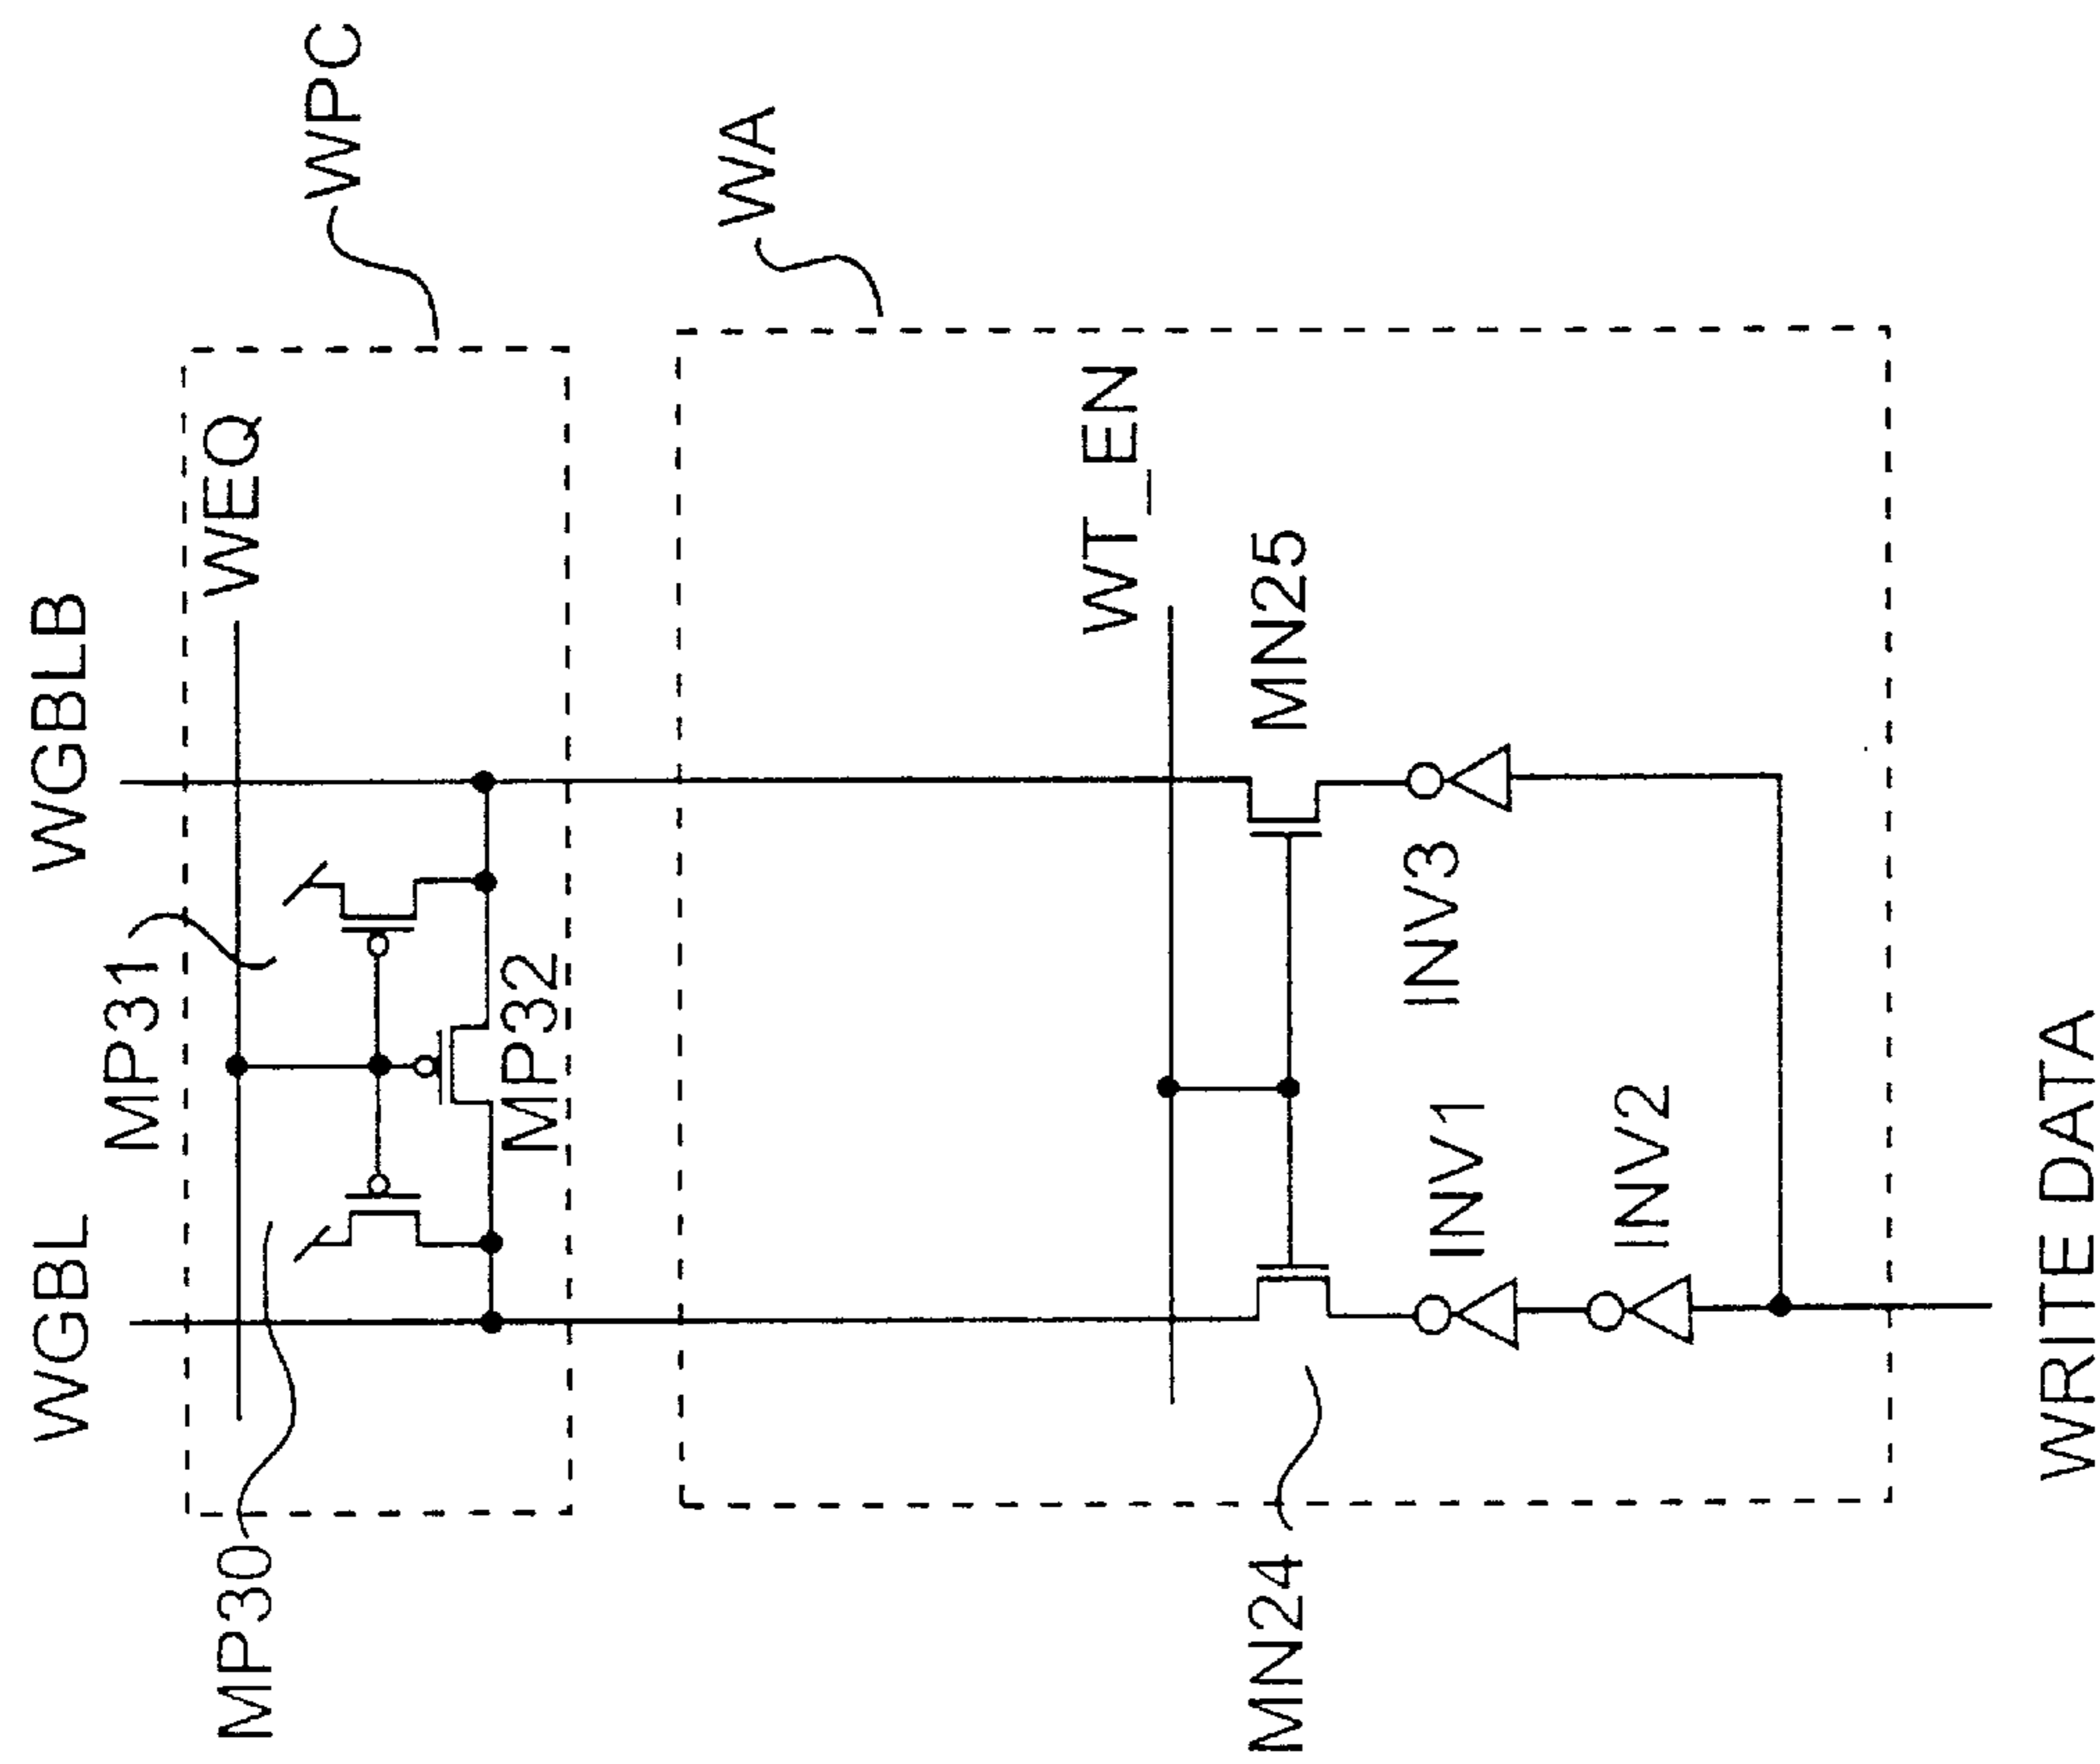 WGBL
WGBLB
WPC
MP31
WEQ
MP30
MP32
WA
WT_EN
MN24
MN25
INV1
INV3
INV2
WRITE DATA